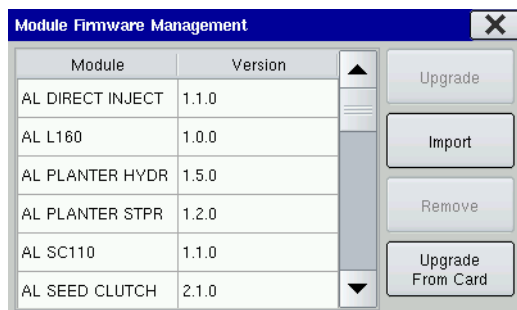 Module Firmware Management
Module Version
AL DIRECT INJECT 1.1.0
AL L160 1.0.0
AL PLANTER HYDR 1.5.0
AL PLANTER STPR 1.2.0
AL SC110 1.1.0
AL SEED CLUTCH 2.1.0
Upgrade
Import
Remove
Upgrade
From Card